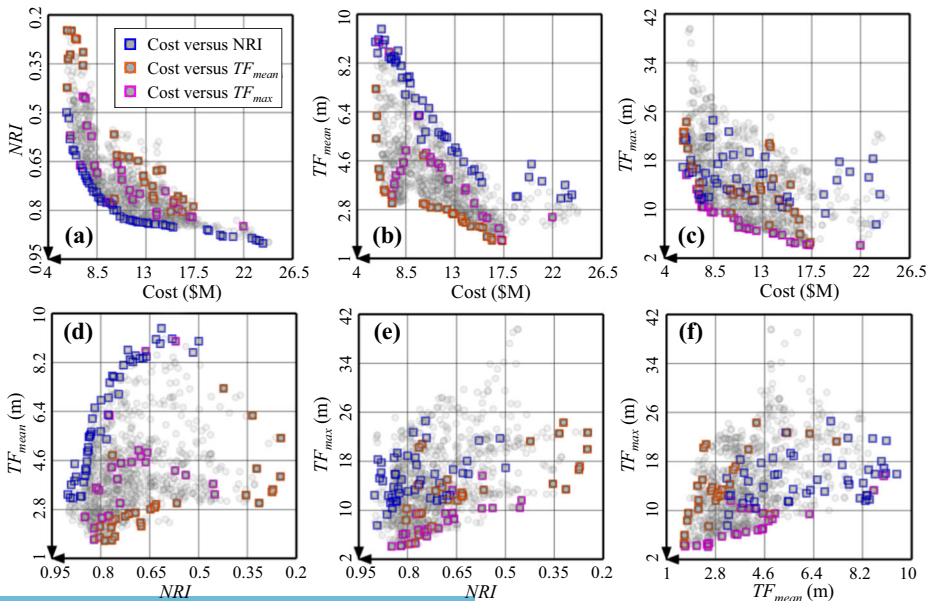 0.2
0.35
0.5
0.65
0.8
0.95
NRI
Cost versus NRI
Cost versus TFmean
Cost versus TFmax
(a)
4 8.5 13 17.5 22 26.5
Cost ($M)
10
8.2
6.4
4.6
2.8
1
TFmean (m)
(b)
4 8.5 13 17.5 22 26.5
Cost ($M)
42
34
26
18
10
2
TFmax (m)
(c)
4 8.5 13 17.5 22 26.5
Cost ($M)
10
8.2
6.4
4.6
2.8
1
TFmean (m)
(d)
0.95 0.8 0.65 0.5 0.35 0.2
NRI
42
34
26
18
10
2
TFmax (m)
(e)
0.95 0.8 0.65 0.5 0.35 0.2
NRI
42
34
26
18
10
2
TFmax (m)
(f)
1 2.8 4.6 6.4 8.2 10
TFmean (m)